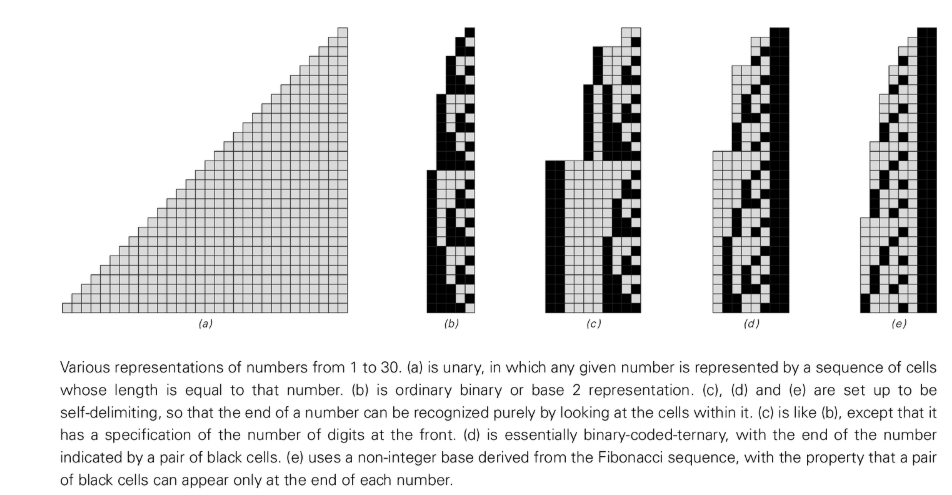 (a) (b) (c) (d) (e)
Various representations of numbers from 1 to 30. (a) is unary, in which any given number is represented by a sequence of cells
whose length is equal to that number. (b) is ordinary binary or base 2 representation. (c), (d) and (e) are set up to be
self-delimiting, so that the end of a number can be recognized purely by looking at the cells within it. (c) is like (b), except that it
has a specification of the number of digits at the front. (d) is essentially binary-coded-ternary, with the end of the number
indicated by a pair of black cells. (e) uses a non-integer base derived from the Fibonacci sequence, with the property that a pair
of black cells can appear only at the end of each number.